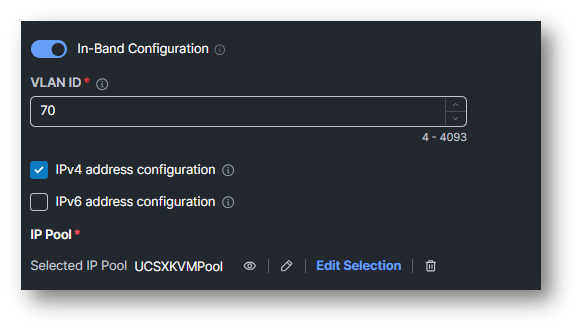 In-Band Configuration
VLAN ID *
70
4 - 4093
IPv4 address configuration
IPv6 address configuration
IP Pool *
Selected IP Pool UCSXKVMPool Edit Selection